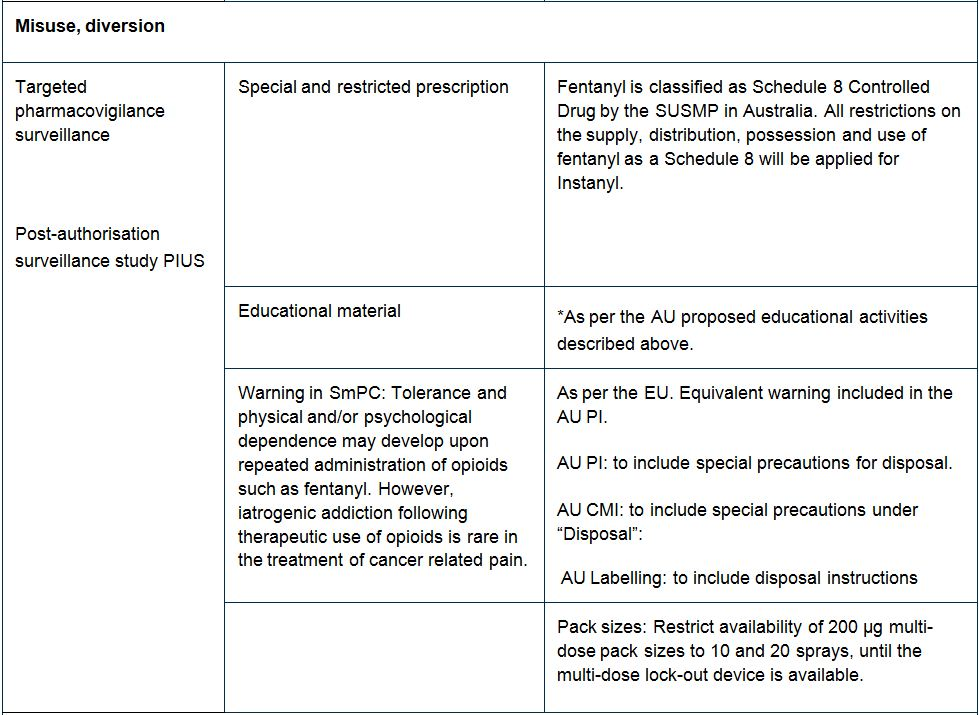 Misuse, diversion
Targeted
pharmacovigilance
surveillance
Post-authorisation
surveillance study PIUS
Special and restricted prescription
Fentanyl is classified as Schedule 8 Controlled
Drug by the SUSMP in Australia. All restrictions on
the supply, distribution, possession and use of
fentanyl as a Schedule 8 will be applied for
Instanyl.
Educational material
*As per the AU proposed educational activities
described above.
Warning in SmPC: Tolerance and
physical and/or psychological
dependence may develop upon
repeated administration of opioids
such as fentanyl. However,
iatrogenic addiction following
therapeutic use of opioids is rare in
the treatment of cancer related pain.
As per the EU. Equivalent warning included in the
AU PI.
AU PI: to include special precautions for disposal.
AU CMI: to include special precautions under
“Disposal”:
AU Labelling: to include disposal instructions
Pack sizes: Restrict availability of 200 µg multi-
dose pack sizes to 10 and 20 sprays, until the
multi-dose lock-out device is available.